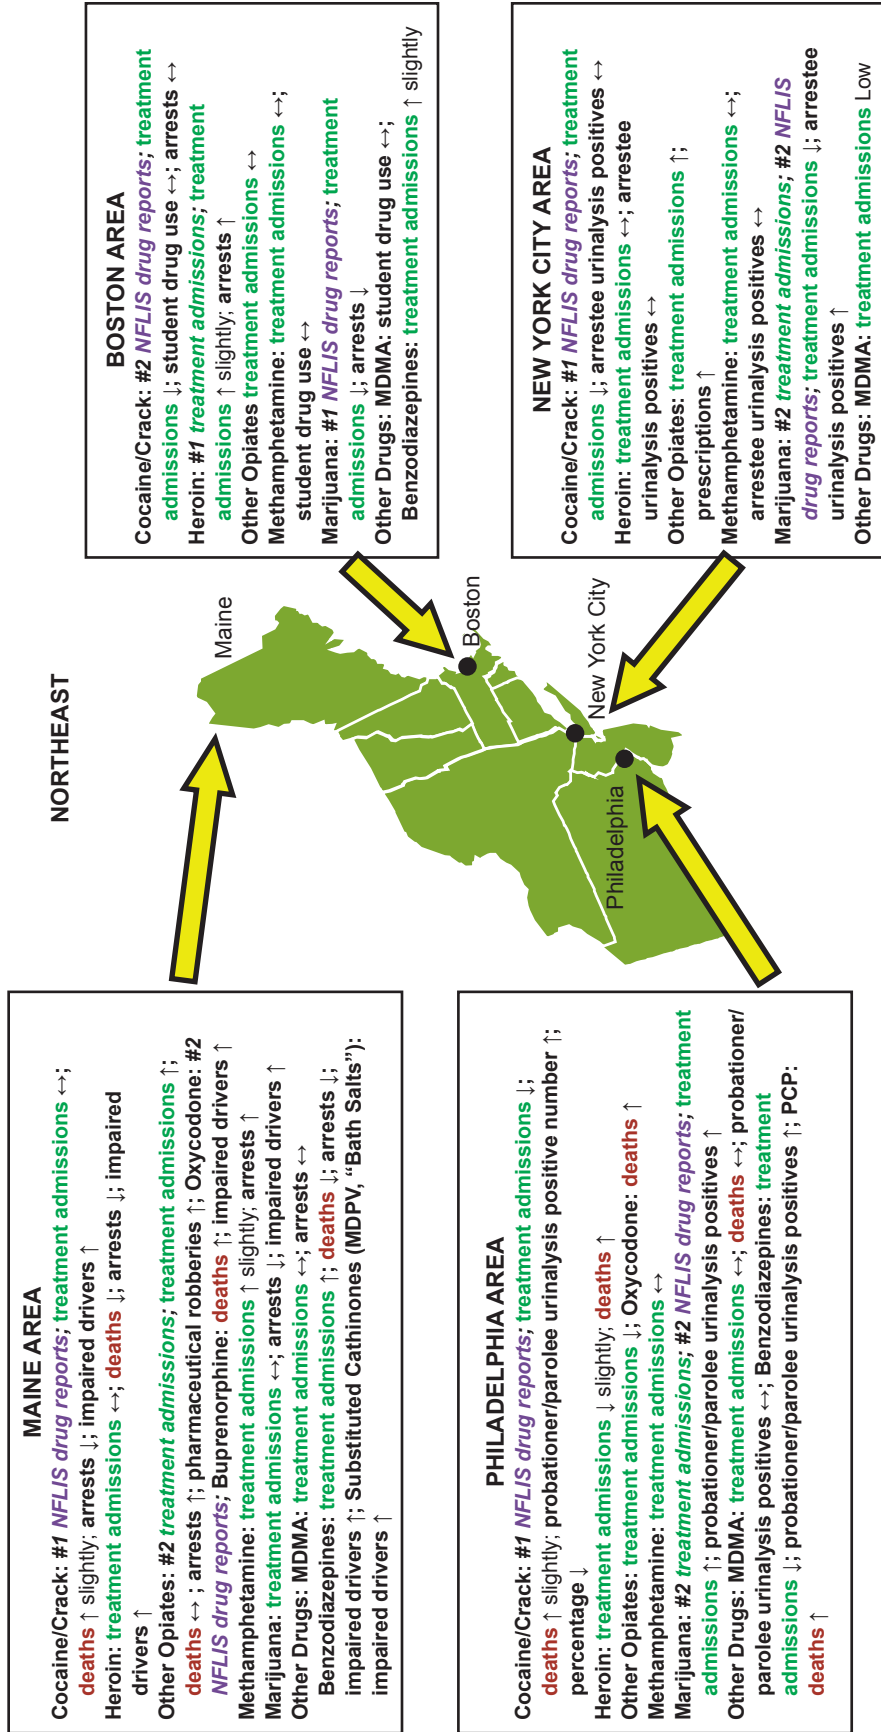 NORTHEAST
MAINE AREA
Cocaine/Crack: #1 NFLIS drug reports; treatment admissions ↔;
deaths ↑ slightly; arrests ↓; impaired drivers ↑
Heroin: treatment admissions ↔; deaths ↓; arrests ↓; impaired
drivers ↑
Other Opiates: #2 treatment admissions; treatment admissions ↑;
deaths ↔ ; arrests ↑; pharmaceutical robberies ↑; Oxycodone: #2
NFLIS drug reports; Buprenorphine: deaths ↑; impaired drivers ↑
Methamphetamine: treatment admissions ↑ slightly; arrests ↑
Marijuana: treatment admissions ↔; arrests ↓; impaired drivers ↑
Other Drugs: MDMA: treatment admissions ↔; arrests ↔
Benzodiazepines: treatment admissions ↑; deaths ↓; arrests ↓;
impaired drivers ↑; Substituted Cathinones (MDPV, “Bath Salts”):
impaired drivers ↑
BOSTON AREA
Cocaine/Crack: #2 NFLIS drug reports; treatment
admissions ↓; student drug use ↔; arrests ↔
Heroin: #1 treatment admissions; treatment
admissions ↑ slightly; arrests ↑
Other Opiates treatment admissions ↔
Methamphetamine: treatment admissions ↔;
student drug use ↔
Marijuana: #1 NFLIS drug reports; treatment
admissions ↓; arrests ↓
Other Drugs: MDMA: student drug use ↔;
Benzodiazepines: treatment admissions ↑ slightly
Maine
Boston
New York City
Philadelphia
PHILADELPHIA AREA
Cocaine/Crack: #1 NFLIS drug reports; treatment admissions ↓;
deaths ↑ slightly; probationer/parolee urinalysis positive number ↑;
percentage ↓
Heroin: treatment admissions ↓ slightly; deaths ↑
Other Opiates: treatment admissions ↓; Oxycodone: deaths ↑
Methamphetamine: treatment admissions ↔
Marijuana: #2 treatment admissions; #2 NFLIS drug reports; treatment
admissions ↑; probationer/parolee urinalysis positives ↑
Other Drugs: MDMA: treatment admissions ↔; deaths ↔; probationer/
parolee urinalysis positives ↔; Benzodiazepines: treatment
admissions ↓; probationer/parolee urinalysis positives ↑; PCP:
deaths ↑
NEW YORK CITY AREA
Cocaine/Crack: #1 NFLIS drug reports; treatment
admissions ↓; arrestee urinalysis positives ↔
Heroin: treatment admissions ↔; arrestee
urinalysis positives ↔
Other Opiates: treatment admissions ↑;
prescriptions ↑
Methamphetamine: treatment admissions ↔;
arrestee urinalysis positives ↔
Marijuana: #2 treatment admissions; #2 NFLIS
drug reports; treatment admissions ↓; arrestee
urinalysis positives ↑
Other Drugs: MDMA: treatment admissions Low